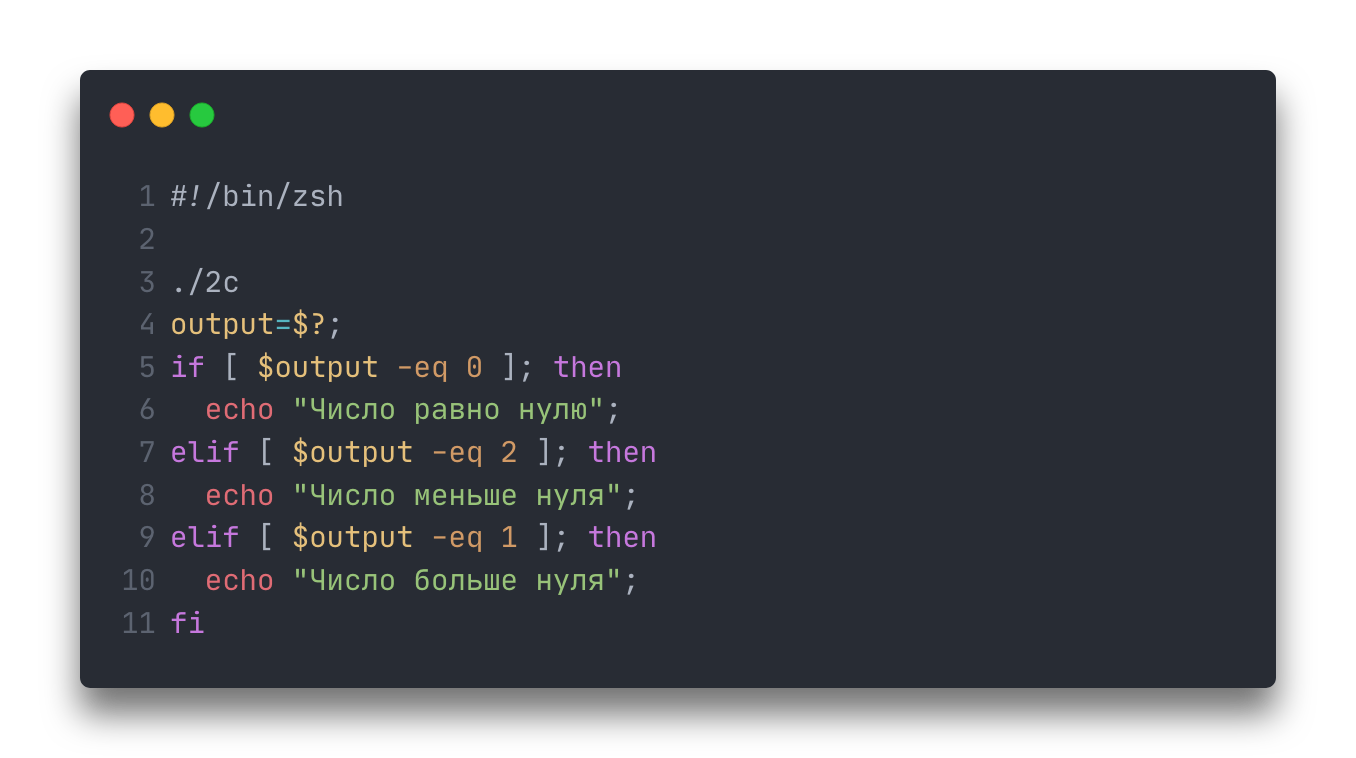 1 #!/bin/zsh
2
3 ./2c
4 output=$?;
5 if [ $output -eq 0 ]; then
6   echo "Число равно нулю";
7 elif [ $output -eq 2 ]; then
8   echo "Число меньше нуля";
9 elif [ $output -eq 1 ]; then
10   echo "Число больше нуля";
11 fi